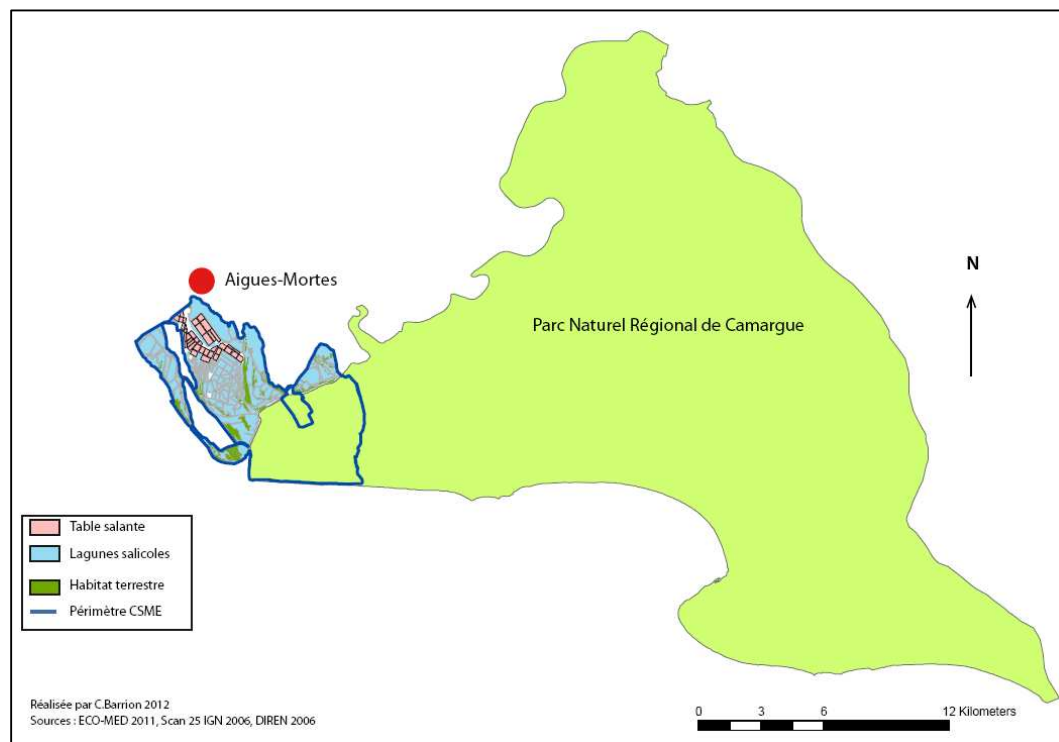 Aigues-Mortes
Parc Naturel Régional de Camargue
N
Table salante
Lagunes salicoles
Habitat terrestre
Périmètre CSME
Réalisée par C.Barrion 2012
Sources : ECO-MED 2011, Scan 25 IGN 2006, DIREN 2006
0 3 6 12 Kilometers